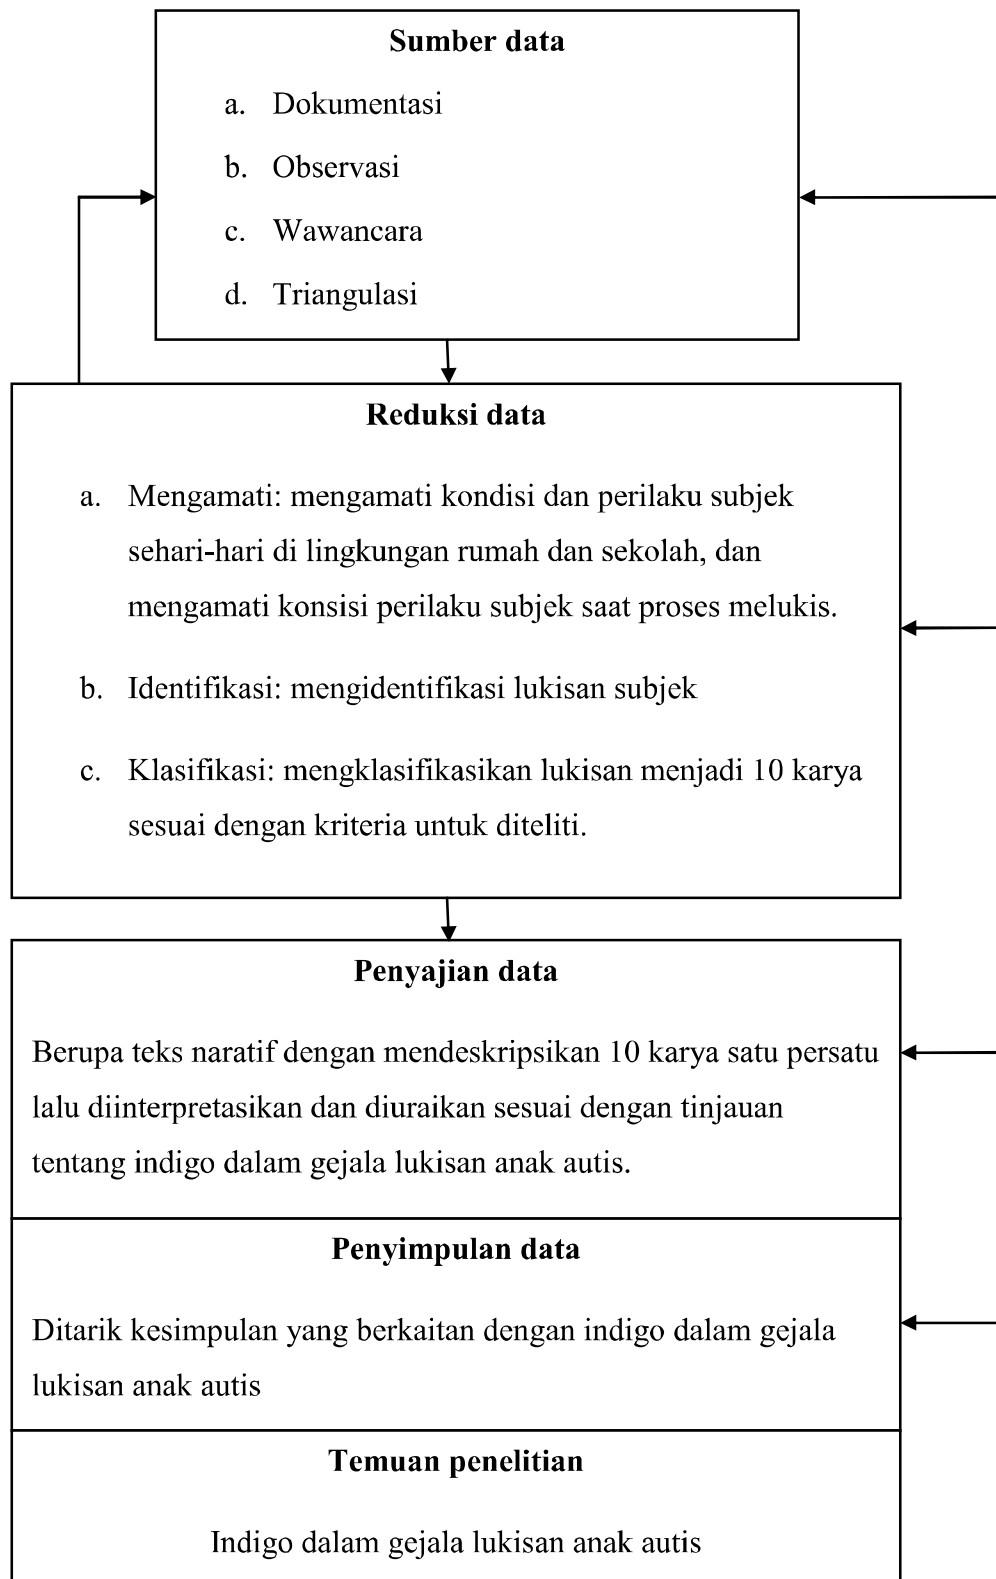 Sumber data
a. Dokumentasi
b. Observasi
c. Wawancara
d. Triangulasi
Reduksi data
a. Mengamati: mengamati kondisi dan perilaku subjek
sehari-hari di lingkungan rumah dan sekolah, dan
mengamati konsisi perilaku subjek saat proses melukis.
b. Identifikasi: mengidentifikasi lukisan subjek
c. Klasifikasi: mengklasifikasikan lukisan menjadi 10 karya
sesuai dengan kriteria untuk diteliti.
Penyajian data
Berupa teks naratif dengan mendeskripsikan 10 karya satu persatu
lalu diinterpretasikan dan diuraikan sesuai dengan tinjauan
tentang indigo dalam gejala lukisan anak autis.
Penyimpulan data
Ditarik kesimpulan yang berkaitan dengan indigo dalam gejala
lukisan anak autis
Temuan penelitian
Indigo dalam gejala lukisan anak autis